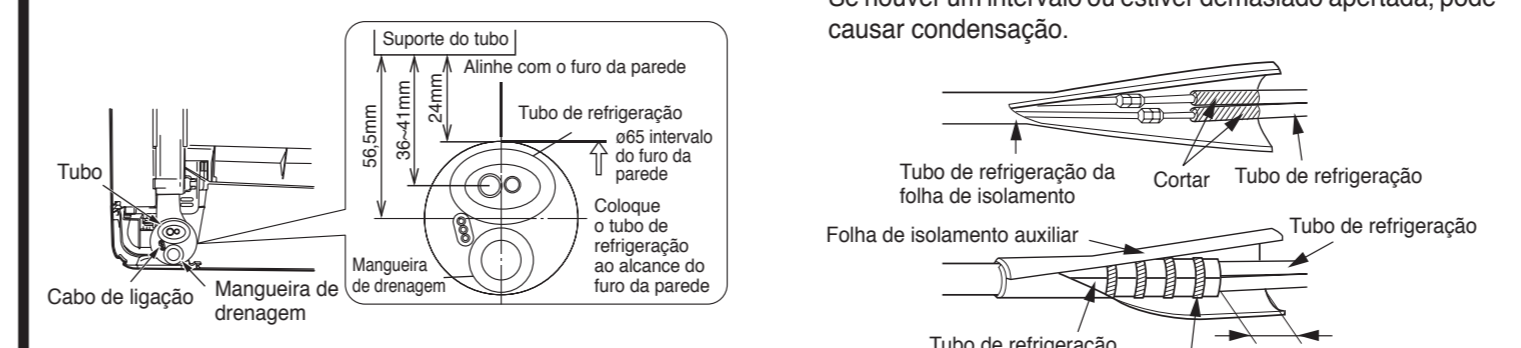 Suporte do tubo
Alinhe com o furo da parede
56,5mm
36~41mm
24mm
Tubo de refrigeração
ø65 intervalo
do furo da
parede
Coloque
o tubo de
refrigeração
ao alcance do
furo da parede
Mangueira
de drenagem
Tubo
Cabo de ligação
Mangueira de
drenagem
Se houver um intervalo ou estiver demasiado apertada, pode
causar condensação.
Tubo de refrigeração da
folha de isolamento
Cortar
Tubo de refrigeração
Folha de isolamento auxiliar
Tubo de refrigeração
Tubo de refrigeração